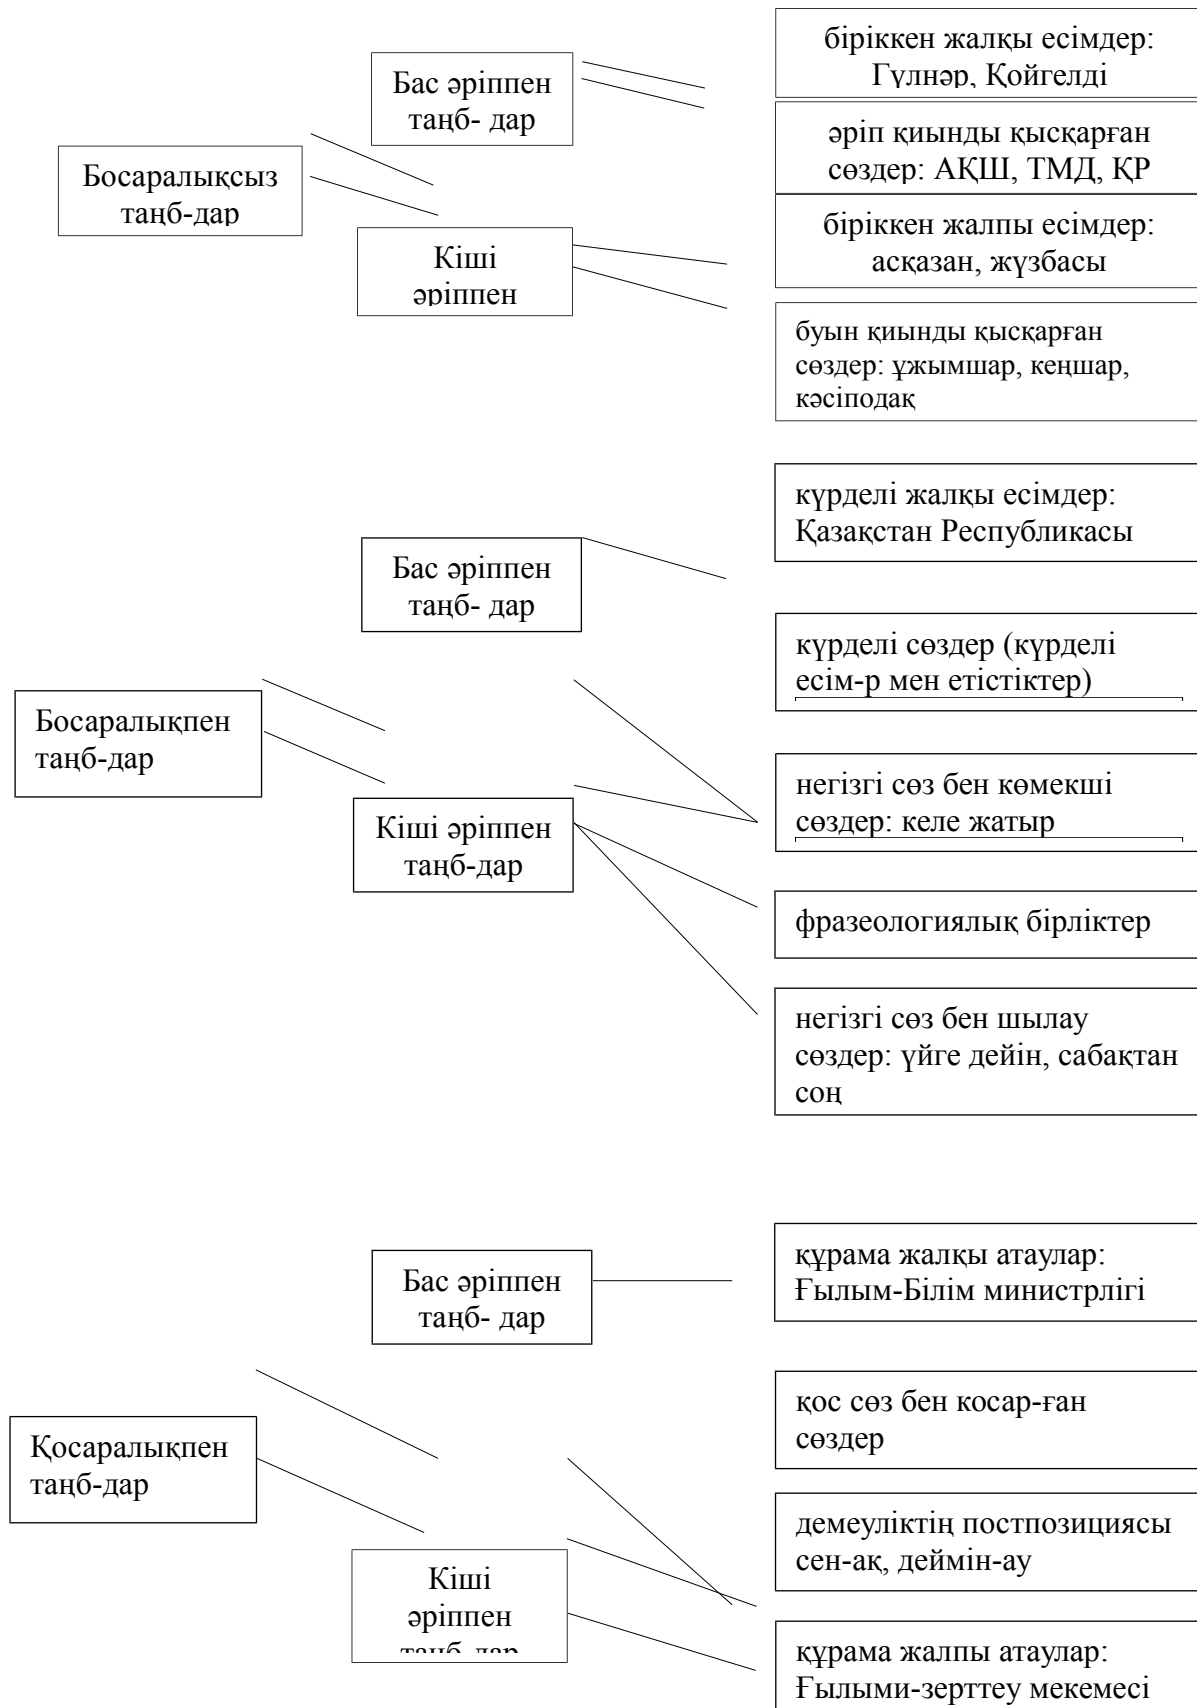 біріккен жалқы есімдер:
Гүлнәр, Қойгелді
Бас әріппен
таңб- дар
әріп қиынды қысқарған
сөздер: АҚШ, ТМД, ҚР
Босаралықсыз
таңб-дар
біріккен жалпы есімдер:
асқазан, жүзбасы
Кіші
әріппен
буын қиынды қысқарған
сөздер: ұжымшар, кеңшар,
кәсіподақ
күрделі жалқы есімдер:
Қазақстан Республикасы
Бас әріппен
таңб- дар
күрделі сөздер (күрделі
есім-р мен етістіктер)
Босаралықпен
таңб-дар
негізгі сөз бен көмекші
сөздер: келе жатыр
Кіші әріппен
таңб-дар
фразеологиялық бірліктер
негізгі сөз бен шылау
сөздер: үйге дейін, сабақтан
соң
құрама жалқы атаулар:
Ғылым-Білім министрлігі
Бас әріппен
таңб- дар
қос сөз бен косар-ған
сөздер
Қосаралықпен
таңб-дар
демеуліктің постпозициясы
сен-ақ, деймін-ау
Кіші
әріппен
таңб-дар
құрама жалпы атаулар:
Ғылыми-зерттеу мекемесі